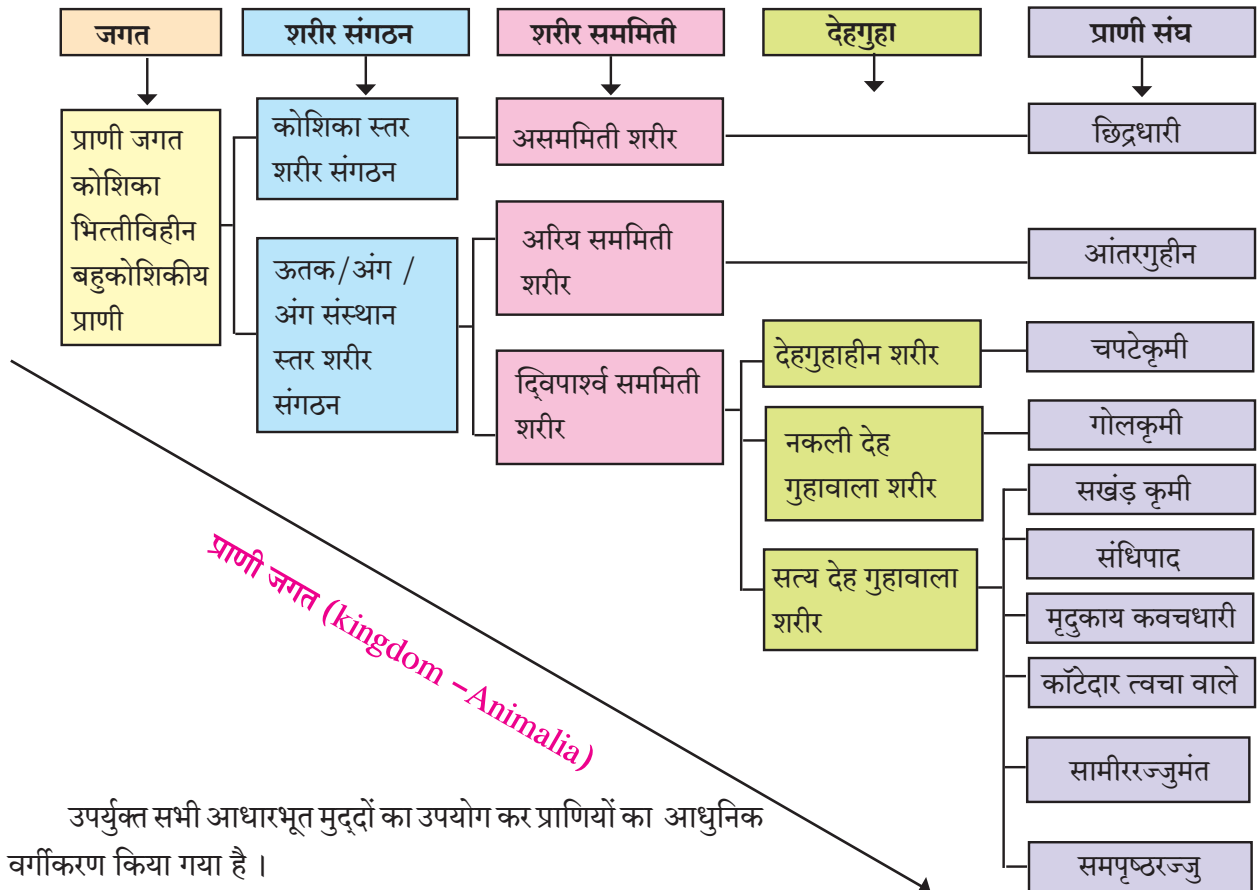 जगत
शरीर संगठन
शरीर सममिती
देहगुहा
प्राणी संघ
प्राणी जगत
कोशिका
भित्तीविहीन
बहुकोशिकीय
प्राणी
कोशिका स्तर
शरीर संगठन
ऊतक/अंग /
अंग संस्थान
स्तर शरीर
संगठन
असममिती शरीर
अरिय सममिती
शरीर
द्विपार्श्व सममिती
शरीर
देहगुहाहीन शरीर
नकली देह
गुहावाला शरीर
सत्य देह गुहावाला
शरीर
छिद्रधारी
आंतरगुहीन
चपटेकृमी
गोलकृमी
सखंड़ कृमी
संधिपाद
मृदुकाय कवचधारी
काॅटेदार त्वचा वाले
सामीररज्जुमंत
समपृष्ठरज्जु
प्राणी जगत (kingdom –Animalia)
उपर्युक्त सभी आधारभूत मुद्दों का उपयोग कर प्राणियों का आधुनिक
वर्गीकरण किया गया है ।